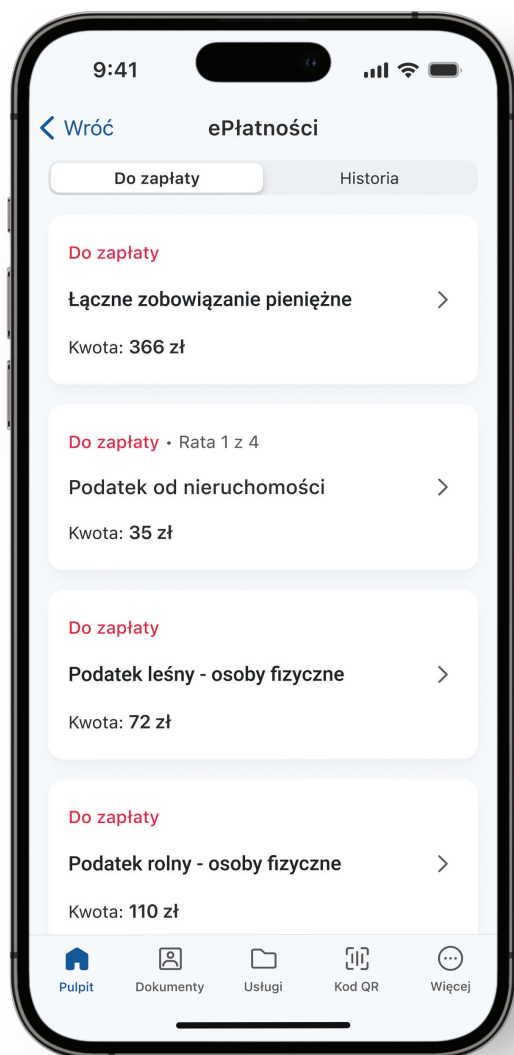 9:41
Wróć
ePłatności
Do zapłaty
Historia
Do zapłaty
Łączne zobowiązanie pieniężne
Kwota: 366 zł
Do zapłaty • Rata 1 z 4
Podatek od nieruchomości
Kwota: 35 zł
Do zapłaty
Podatek leśny - osoby fizyczne
Kwota: 72 zł
Do zapłaty
Podatek rolny - osoby fizyczne
Kwota: 110 zł
Pulpit
Dokumenty
Usługi
Kod QR
Więcej